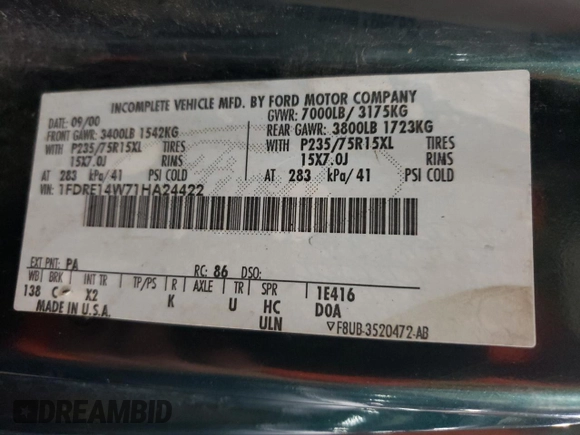 INCOMPLETE VEHICLE MFD. BY FORD MOTOR COMPANY
DATE: 09/00 GVWR: 7000LB/ 3175KG
FRONT GAWR: 3400LB 1542KG REAR GAWR: 3800LB 1723KG
WITH P235/75R15XL TIRES WITH P235/75R15XL TIRES
15X7.0J RIMS 15X7.0J RIMS
AT 283 kPa/41 PSI COLD AT 283 kPa/41 PSI COLD
VIN: 1FDRE14W71HA24422
EXT PNT: PA RC: 86 DSO:
WB BRK INT TR TP/PS R AXLE TR SPR 1E416
138 C X2 K U HC D0A
MADE IN U.S.A. ULN ▽F8UB-3520472-AB
DREAMBID